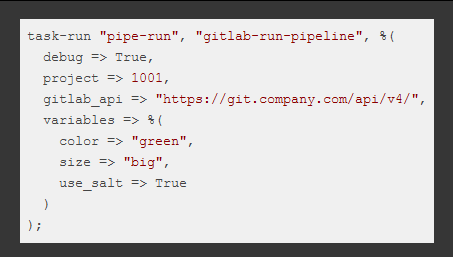 task-run "pipe-run", "gitlab-run-pipeline", %(
  debug => True,
  project => 1001,
  gitlab_api => "https://git.company.com/api/v4/",
  variables => %(
    color => "green",
    size => "big",
    use_salt => True
  )
);